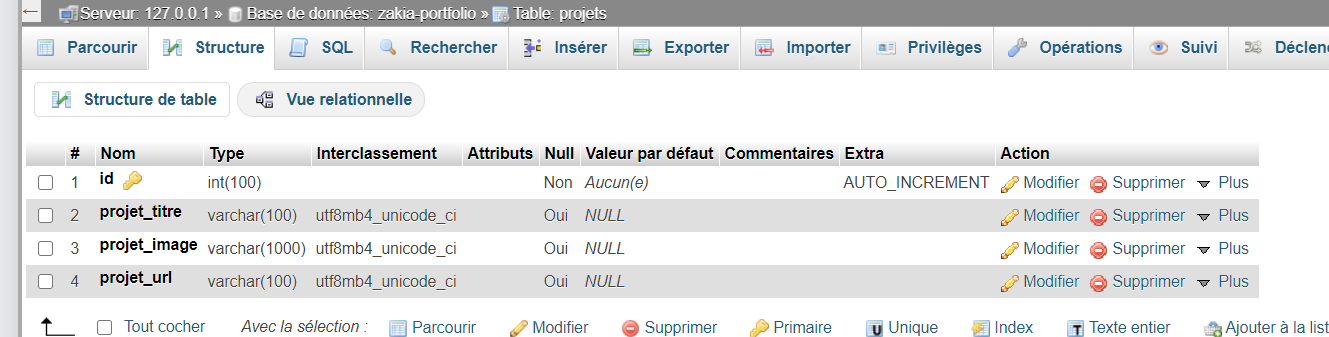 Serveur: 127.0.0.1 » Base de données: zakia-portfolio » Table: projets
Parcourir Structure SQL Rechercher Insérer Exporter Importer Privilèges Opérations Suivi Déclen
Structure de table Vue relationnelle
# Nom Type Interclassement Attributs Null Valeur par défaut Commentaires Extra Action
1 id int(100) Non Aucun(e) AUTO_INCREMENT Modifier Supprimer Plus
2 projet_titre varchar(100) utf8mb4_unicode_ci Oui NULL Modifier Supprimer Plus
3 projet_image varchar(1000) utf8mb4_unicode_ci Oui NULL Modifier Supprimer Plus
4 projet_url varchar(100) utf8mb4_unicode_ci Oui NULL Modifier Supprimer Plus
Tout cocher Avec la sélection : Parcourir Modifier Supprimer Primaire Unique Index Texte entier Ajouter à la list